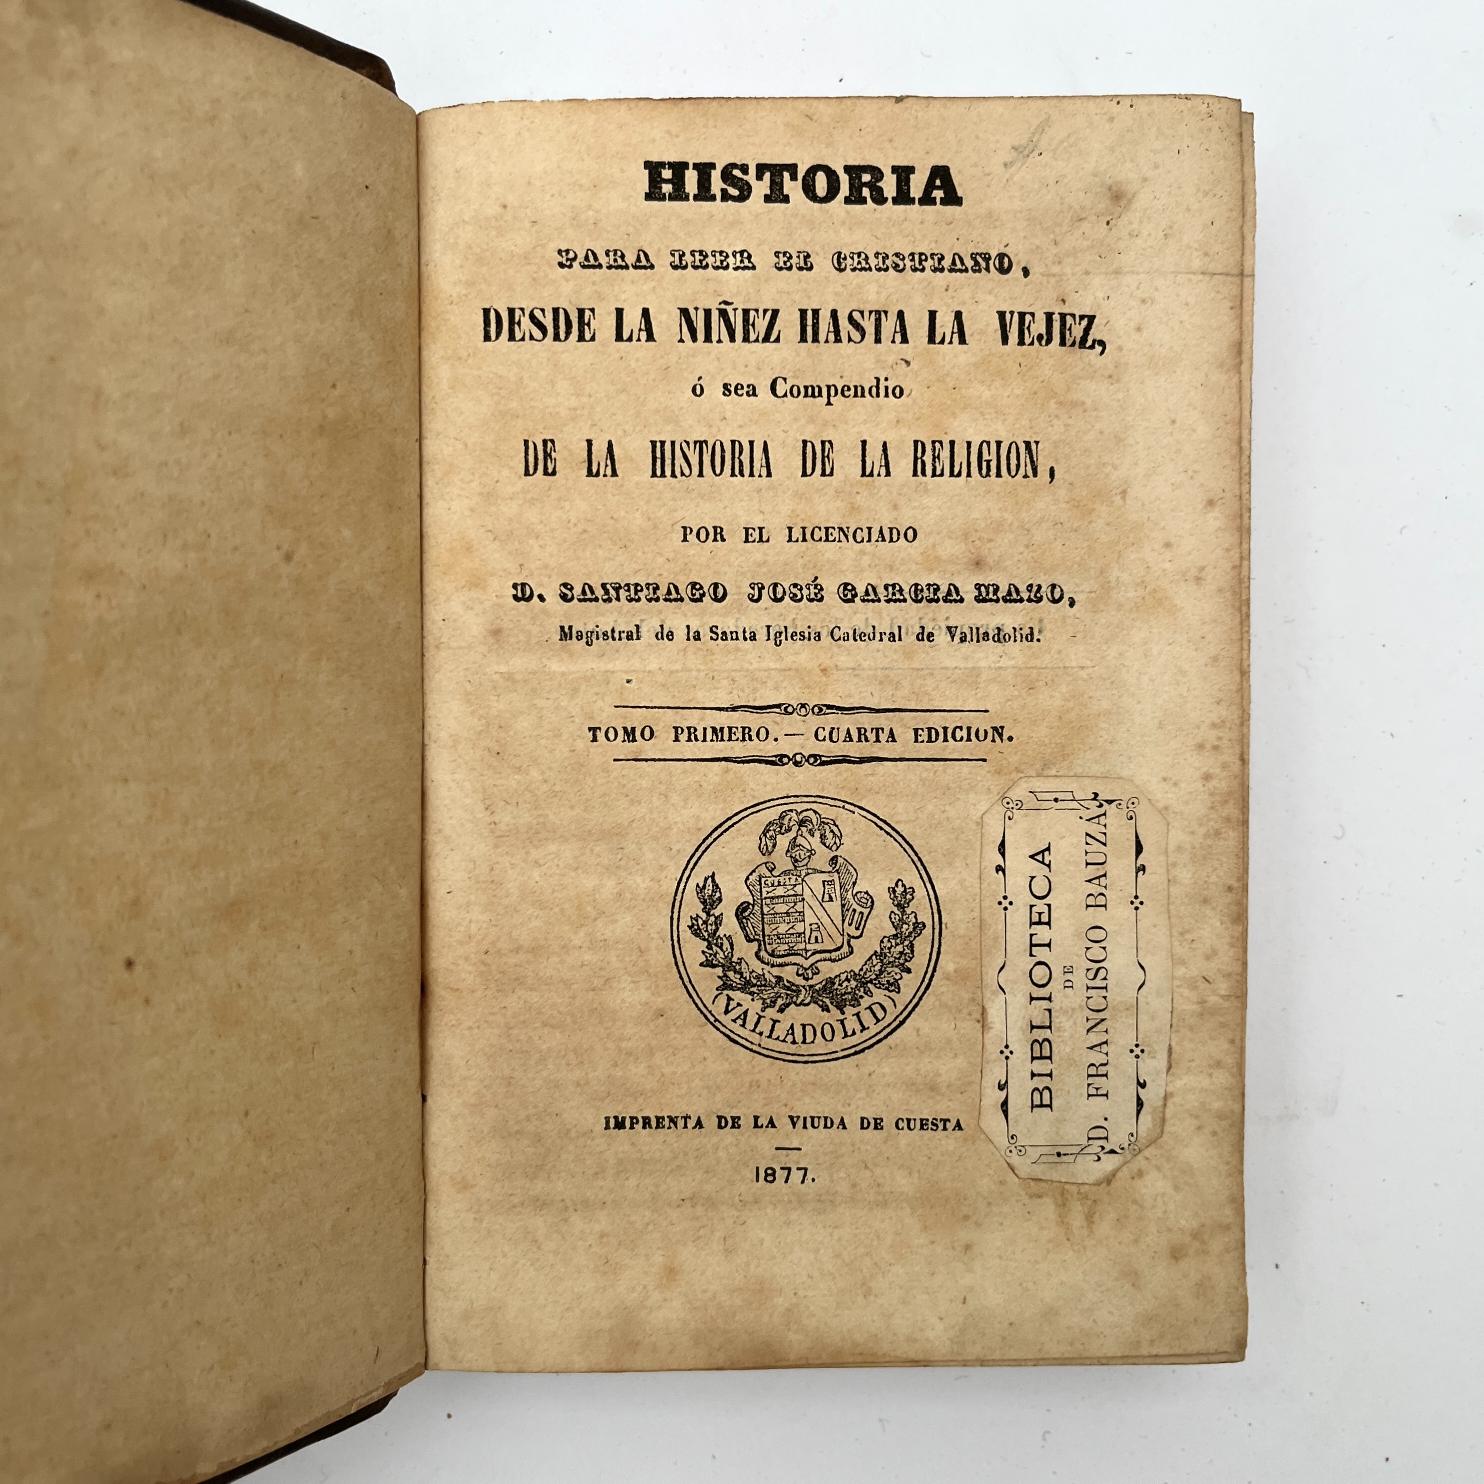 HISTORIA
PARA LEER EL CRISTIANO,
DESDE LA NIÑEZ HASTA LA VEJEZ,
ó sea Compendio
DE LA HISTORIA DE LA RELIGION,
POR EL LICENCIADO
D. SANTIAGO JOSÉ GARCIA MAZO,
Magistral de la Santa Iglesia Catedral de Valladolid.
TOMO PRIMERO.— CUARTA EDICION.
CUESTA
(VALLADOLID)
IMPRENTA DE LA VIUDA DE CUESTA
1877.
BIBLIOTECA
DE
D. FRANCISCO BAUZÁ